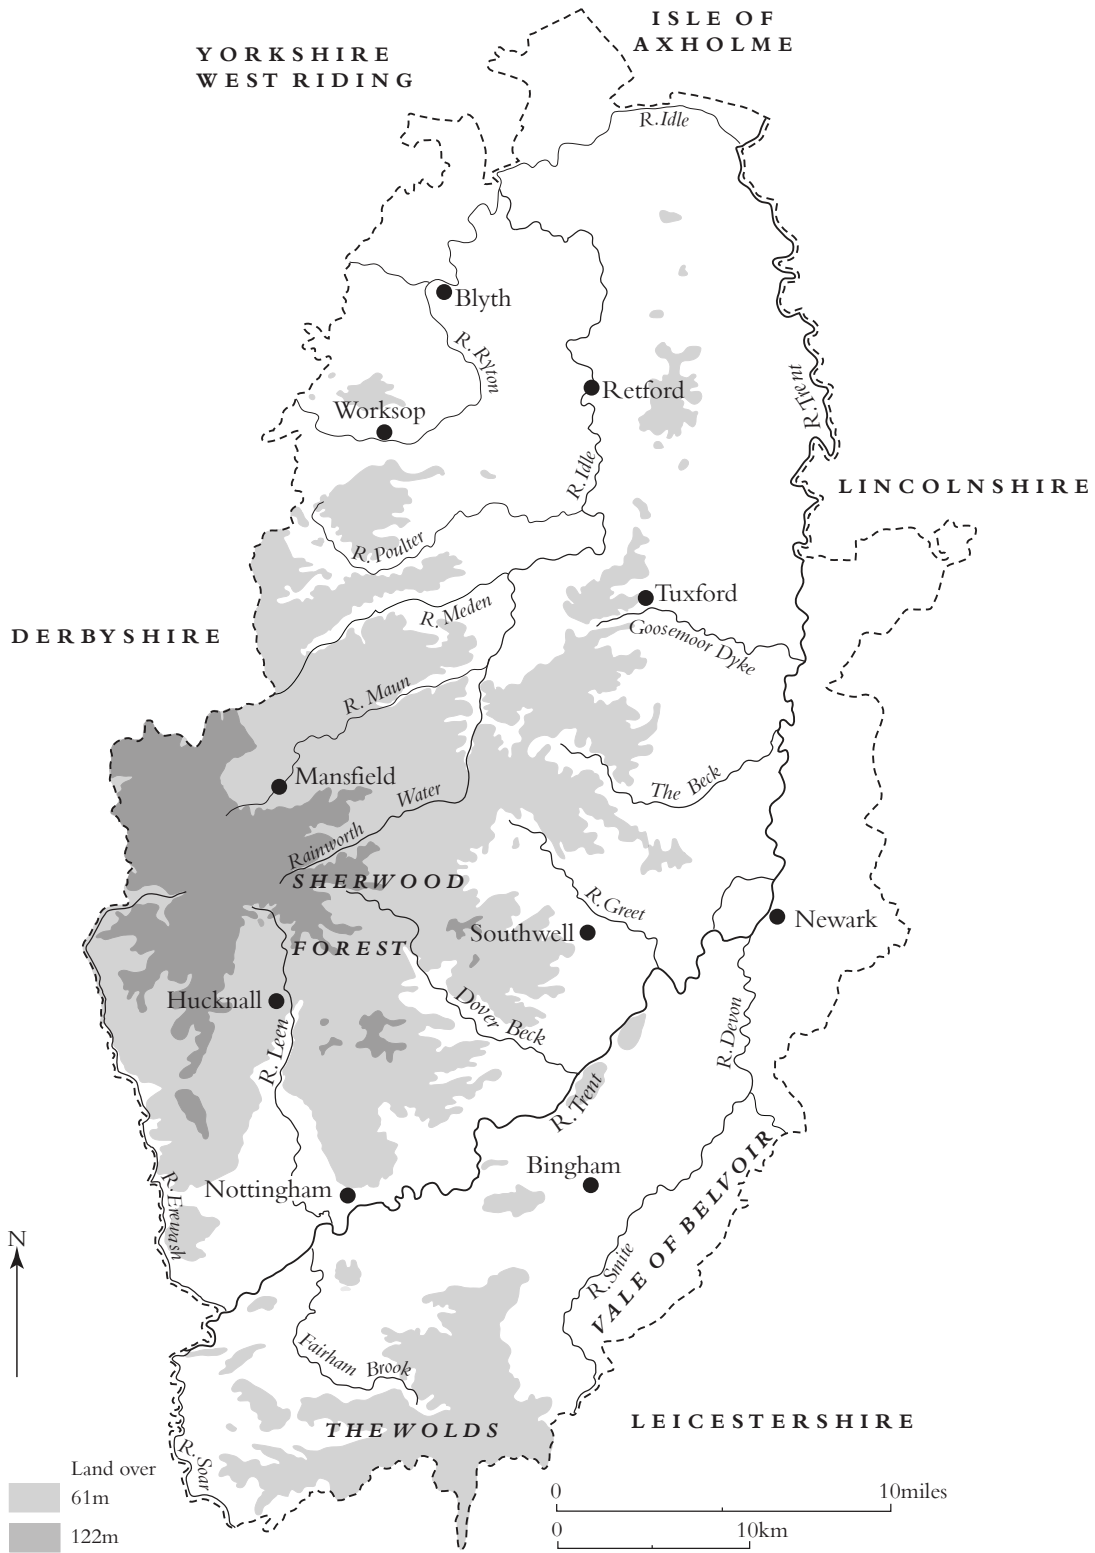 ISLE OF
AXHOLME
YORKSHIRE
WEST RIDING
R. Idle
Blyth
R. Ryton
R. Trent
Retford
Worksop
R. Idle
LINCOLNSHIRE
R. Poulter
Tuxford
R. Meden
Goosemoor Dyke
DERBYSHIRE
R. Maun
Mansfield
The Beck
Rainworth Water
SHERWOOD
R. Greet
Newark
Southwell
FOREST
Hucknall
Dover Beck
R. Devon
R. Leen
R. Trent
Bingham
VALE OF BELVOIR
Nottingham
R. Erewash
N
R. Smite
Fairham Brook
THE WOLDS
LEICESTERSHIRE
R. Soar
Land over
61m
122m
0 10miles
0 10km